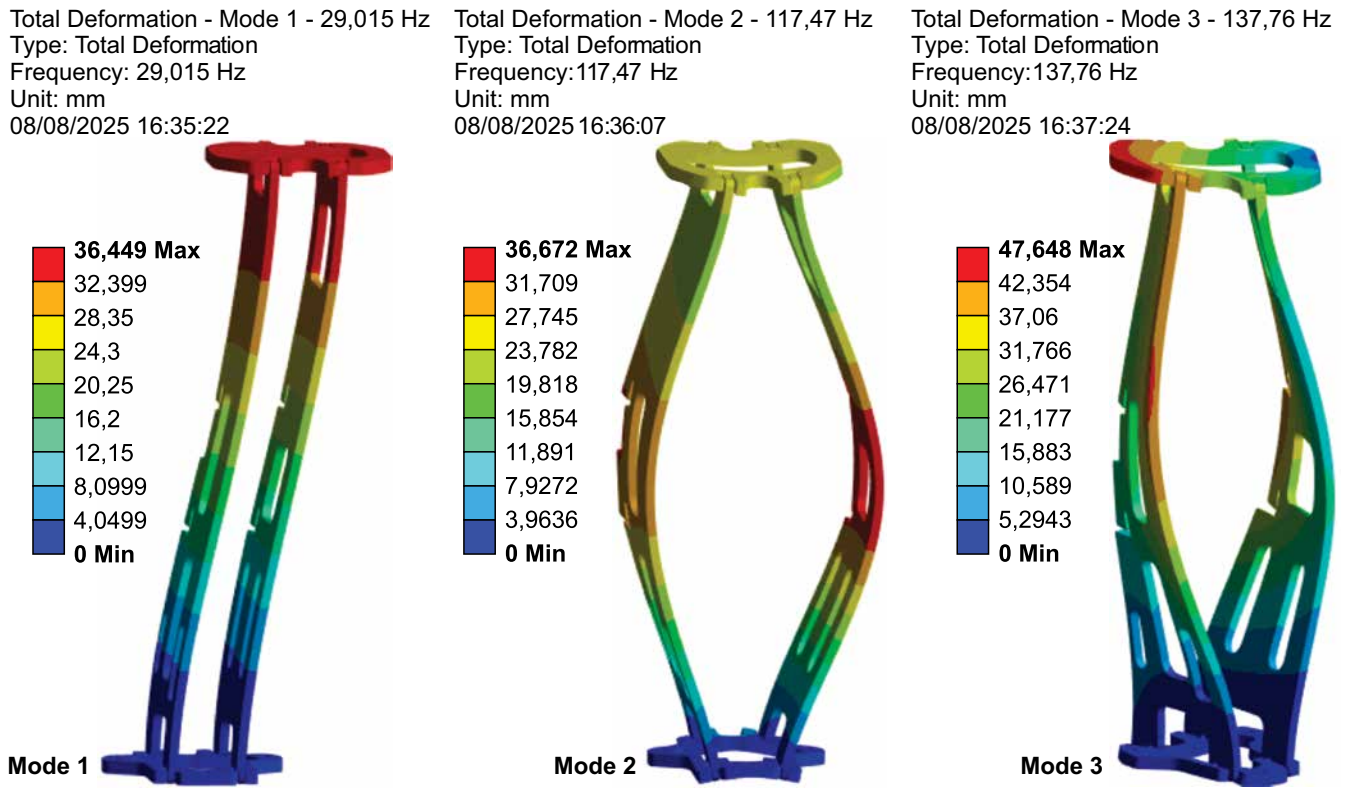 Total Deformation - Mode 1 - 29,015 Hz
Type: Total Deformation
Frequency: 29,015 Hz
Unit: mm
08/08/2025 16:35:22
36,449 Max
32,399
28,35
24,3
20,25
16,2
12,15
8,0999
4,0499
0 Min
Mode 1
Total Deformation - Mode 2 - 117,47 Hz
Type: Total Deformation
Frequency:117,47 Hz
Unit: mm
08/08/2025 16:36:07
36,672 Max
31,709
27,745
23,782
19,818
15,854
11,891
7,9272
3,9636
0 Min
Mode 2
Total Deformation - Mode 3 - 137,76 Hz
Type: Total Deformation
Frequency:137,76 Hz
Unit: mm
08/08/2025 16:37:24
47,648 Max
42,354
37,06
31,766
26,471
21,177
15,883
10,589
5,2943
0 Min
Mode 3